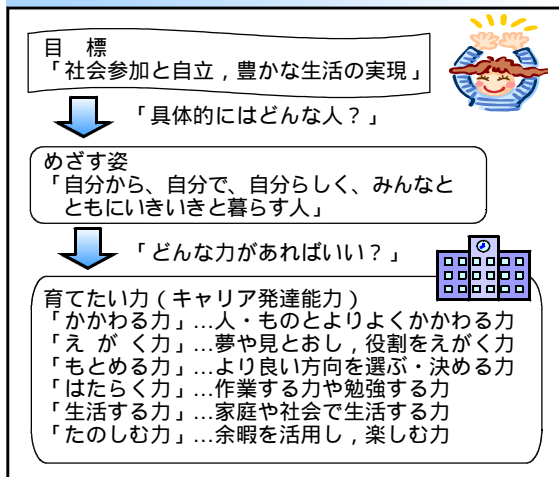 目　標
「社会参加と自立，豊かな生活の実現」
「具体的にはどんな人？」
めざす姿
「自分から、自分で、自分らしく、みんなと
ともにいきいきと暮らす人」
「どんな力があればいい？」
育てたい力（キャリア発達能力）
「かかわる力」…人・ものとよりよくかかわる力
「え が く力」…夢や見とおし，役割をえがく力
「もとめる力」…より良い方向を選ぶ・決める力
「はたらく力」…作業する力や勉強する力
「生活する力」…家庭や社会で生活する力
「たのしむ力」…余暇を活用し，楽しむ力